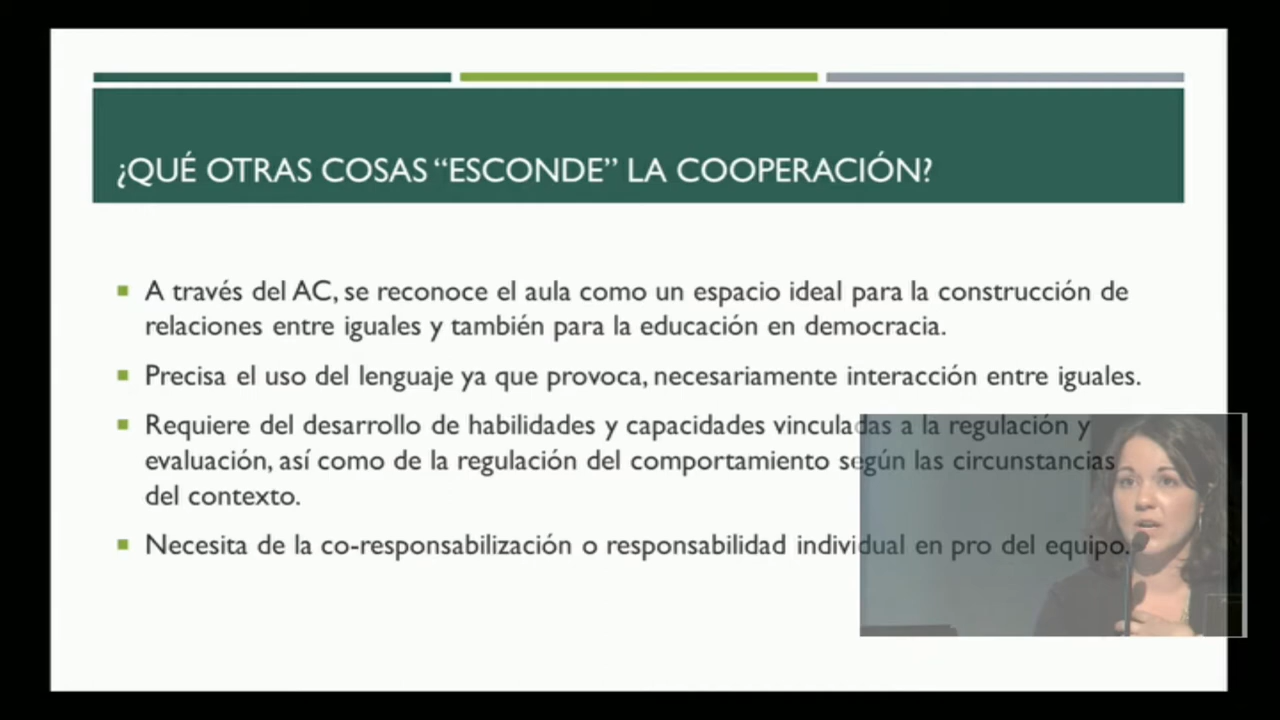 ¿QUÉ OTRAS COSAS “ESCONDE” LA COOPERACIÓN?
A través del AC, se reconoce el aula como un espacio ideal para la construcción de
relaciones entre iguales y también para la educación en democracia.
Precisa el uso del lenguaje ya que provoca, necesariamente interacción entre iguales.
Requiere del desarrollo de habilidades y capacidades vinculadas a la regulación y
evaluación, así como de la regulación del comportamiento según las circunstancias
del contexto.
Necesita de la co-responsabilización o responsabilidad individual en pro del equipo.